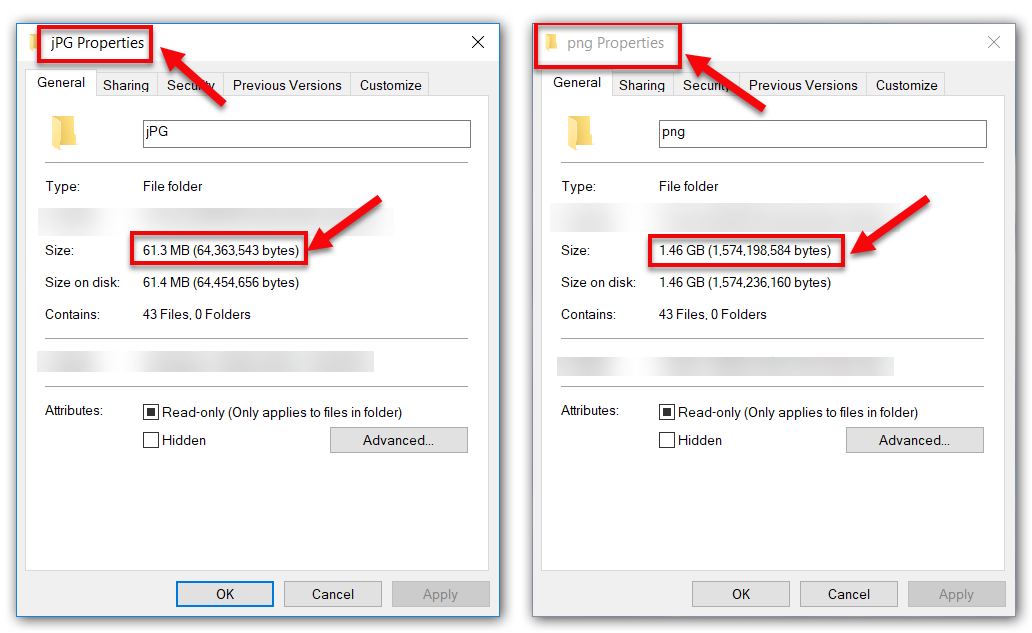 jPG Properties
General Sharing Security Previous Versions Customize
jPG
Type: File folder
Size: 61.3 MB (64,363,543 bytes)
Size on disk: 61.4 MB (64,454,656 bytes)
Contains: 43 Files, 0 Folders
Attributes: Read-only (Only applies to files in folder)
Hidden Advanced...
OK Cancel Apply
png Properties
General Sharing Security Previous Versions Customize
png
Type: File folder
Size: 1.46 GB (1,574,198,584 bytes)
Size on disk: 1.46 GB (1,574,236,160 bytes)
Contains: 43 Files, 0 Folders
Attributes: Read-only (Only applies to files in folder)
Hidden Advanced...
OK Cancel Apply